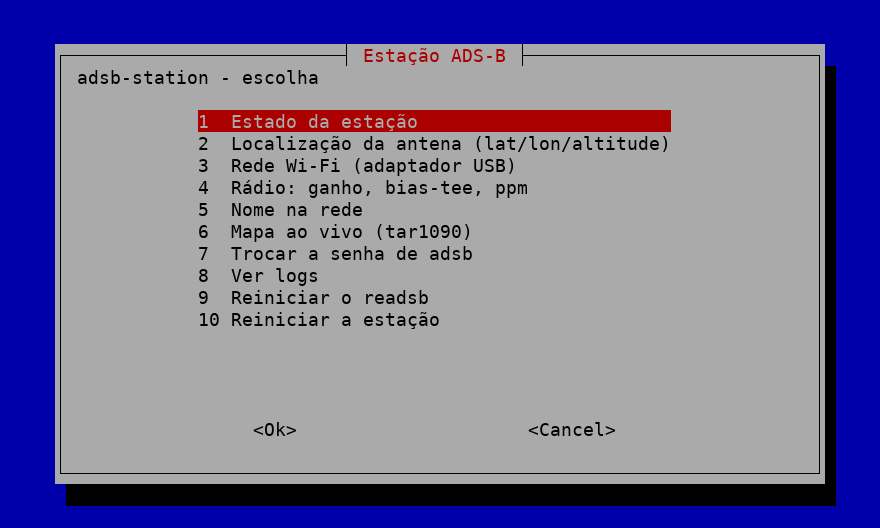 Estação ADS-B
adsb-station - escolha
1 Estado da estação
2 Localização da antena (lat/lon/altitude)
3 Rede Wi-Fi (adaptador USB)
4 Rádio: ganho, bias-tee, ppm
5 Nome na rede
6 Mapa ao vivo (tar1090)
7 Trocar a senha de adsb
8 Ver logs
9 Reiniciar o readsb
10 Reiniciar a estação
<Ok> <Cancel>